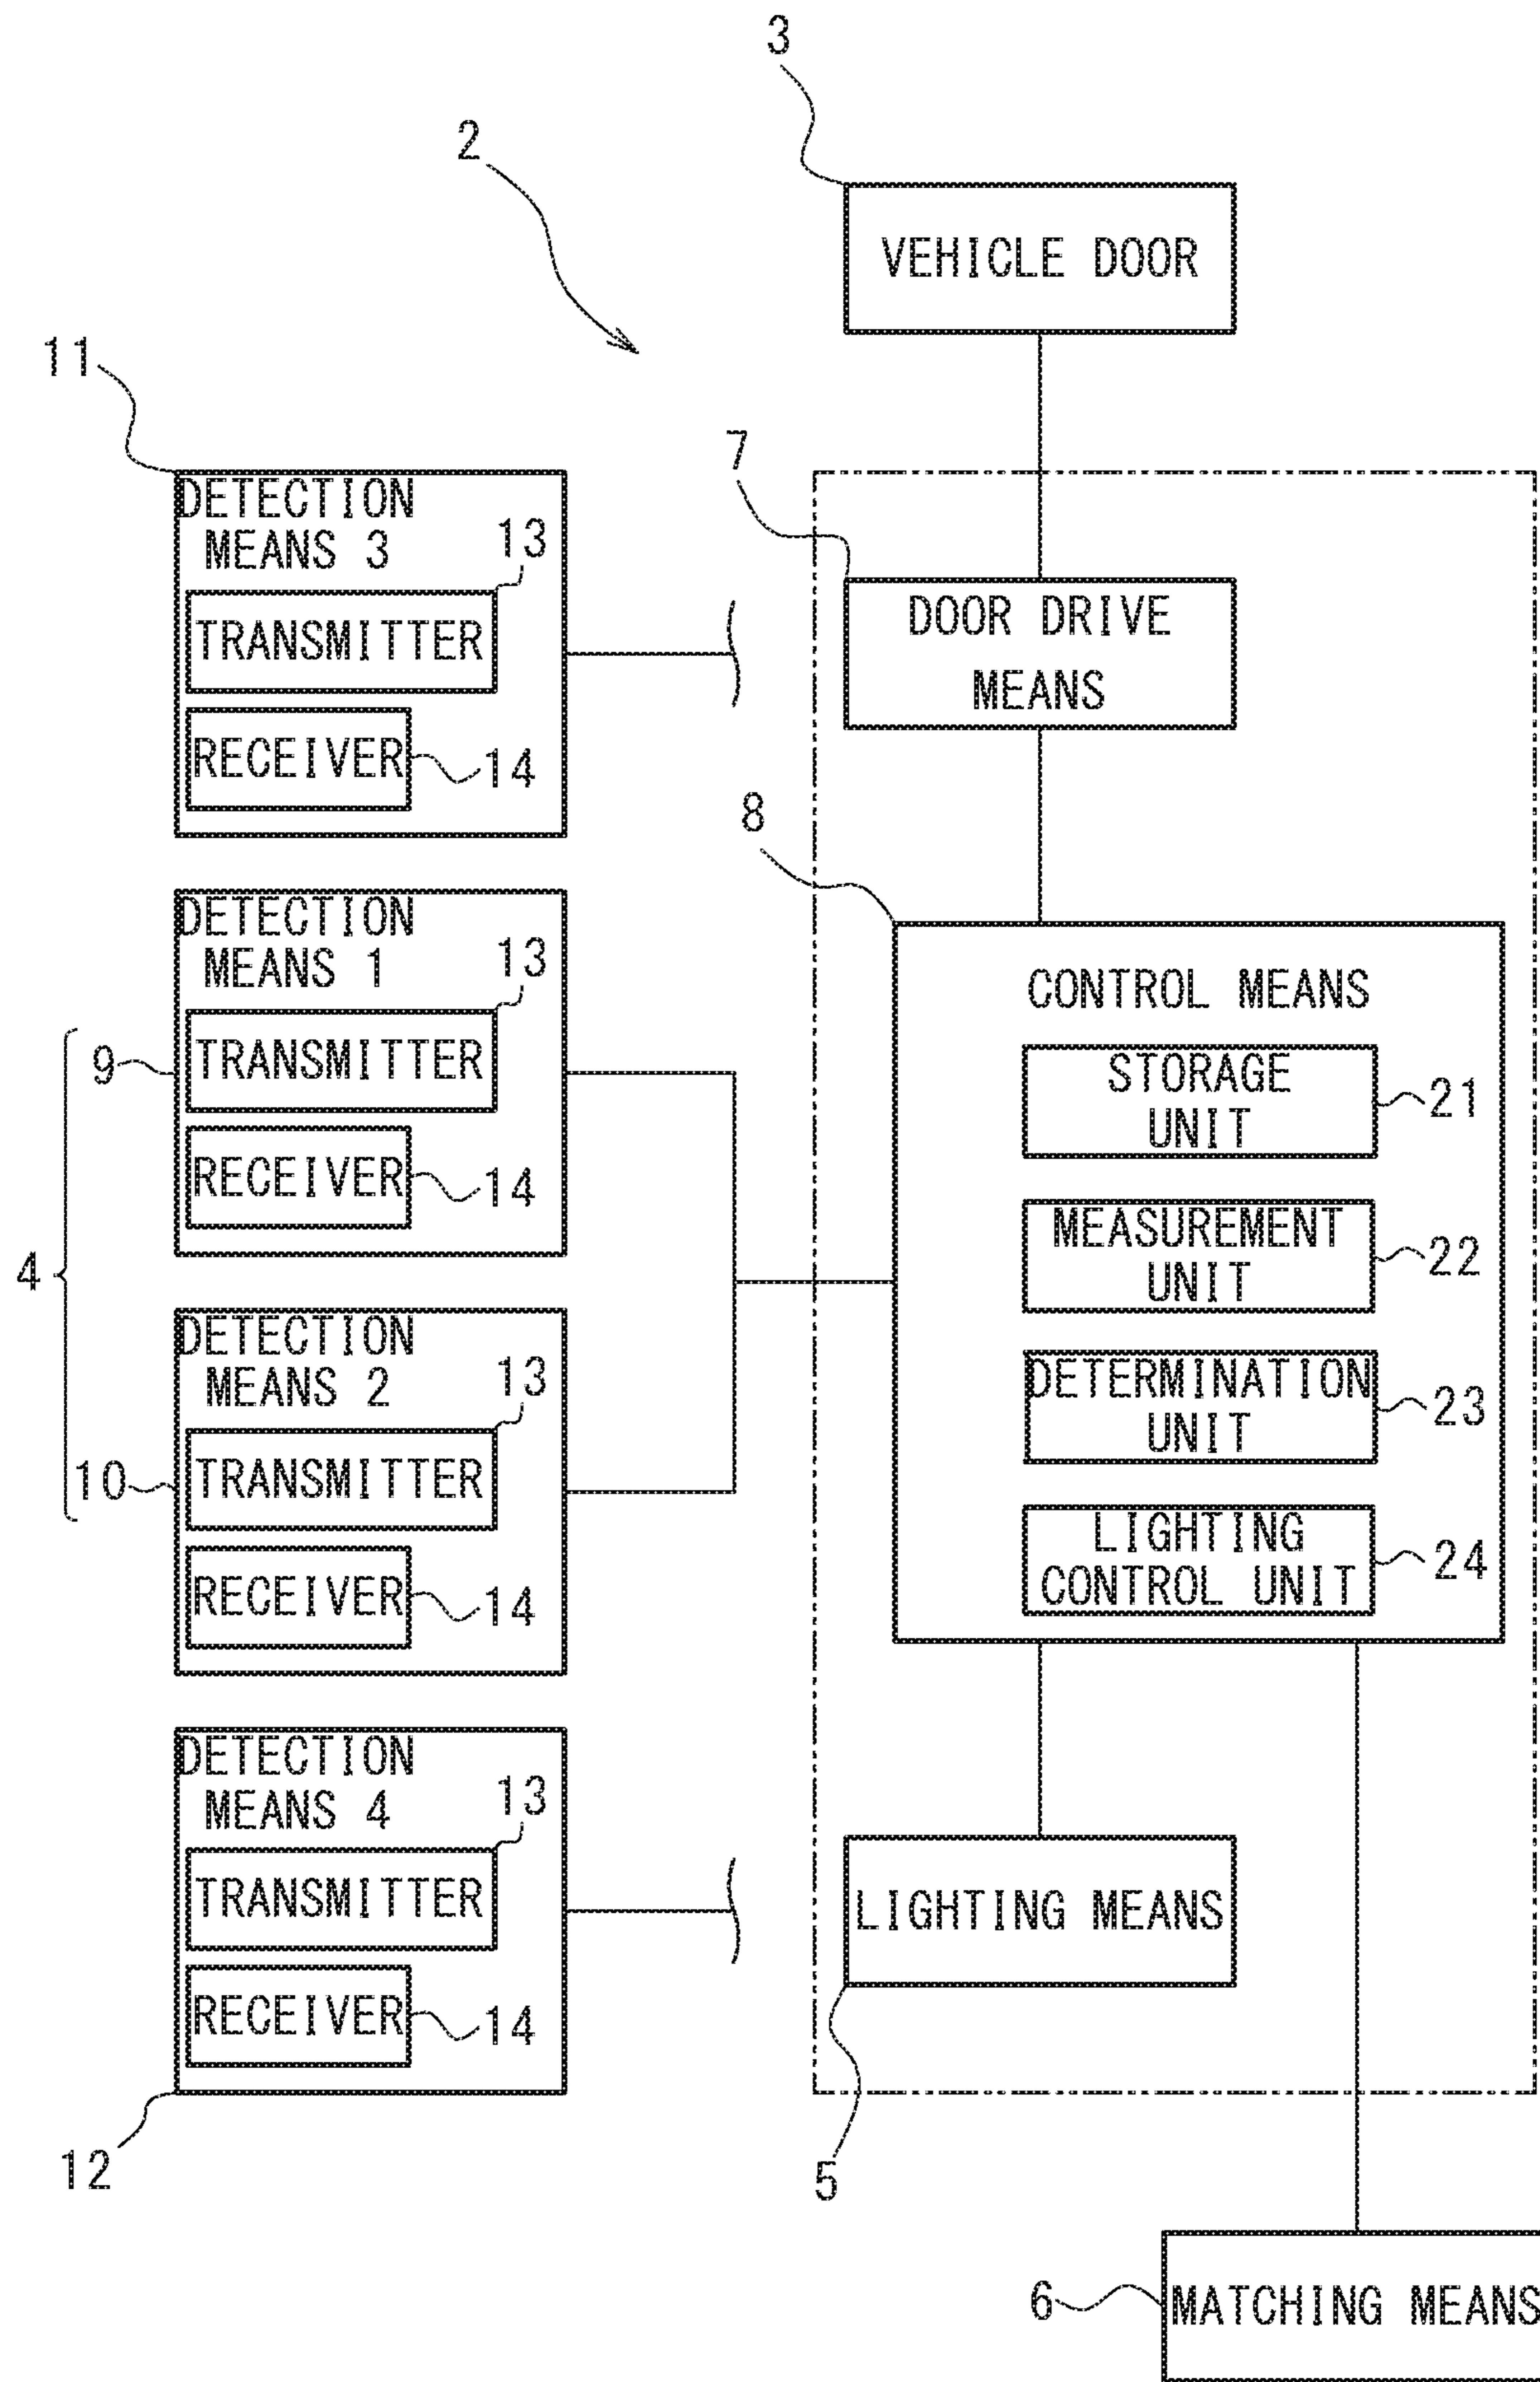 3
2
VEHICLE DOOR
11
7
DETECTION
MEANS 3
13
TRANSMITTER
RECEIVER
14
DOOR DRIVE
MEANS
8
DETECTION
MEANS 1
13
9
TRANSMITTER
RECEIVER
14
4
DETECTION
MEANS 2
13
10
TRANSMITTER
RECEIVER
14
CONTROL MEANS
STORAGE
UNIT
21
MEASUREMENT
UNIT
22
DETERMINATION
UNIT
23
LIGHTING
CONTROL UNIT
24
DETECTION
MEANS 4
13
TRANSMITTER
RECEIVER
14
12
LIGHTING MEANS
5
6
MATCHING MEANS